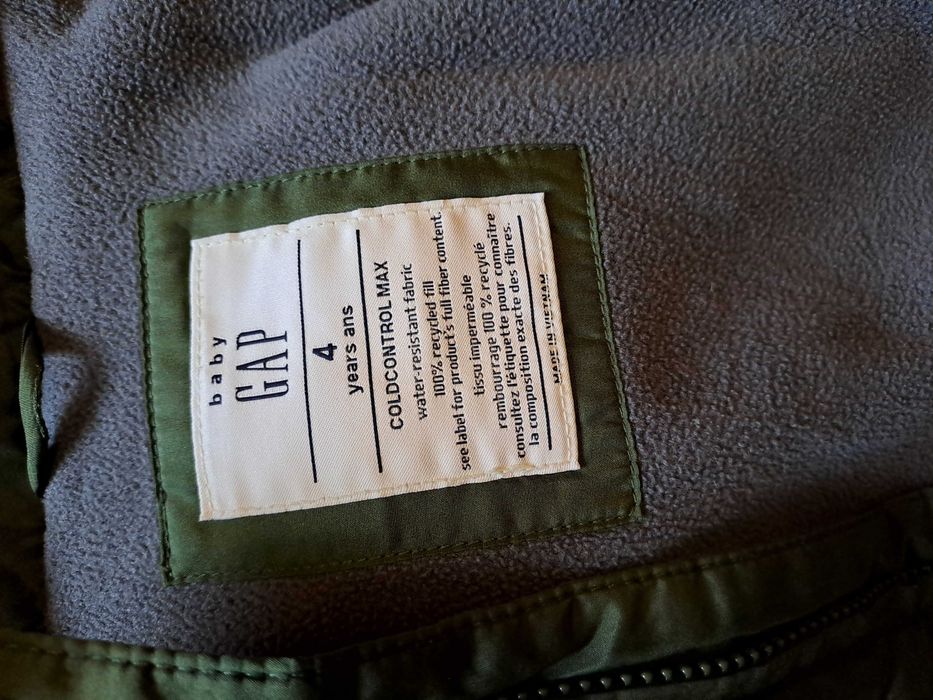 baby
GAP
4
years ans
COLDCONTROL MAX
water-resistant fabric
100% recycled fill
see label for product's full fiber content.
tissu imperméable
rembourrage 100 % recyclé
consultez l'étiquette pour connaître
la composition exacte des fibres.
MADE IN VIETNAM